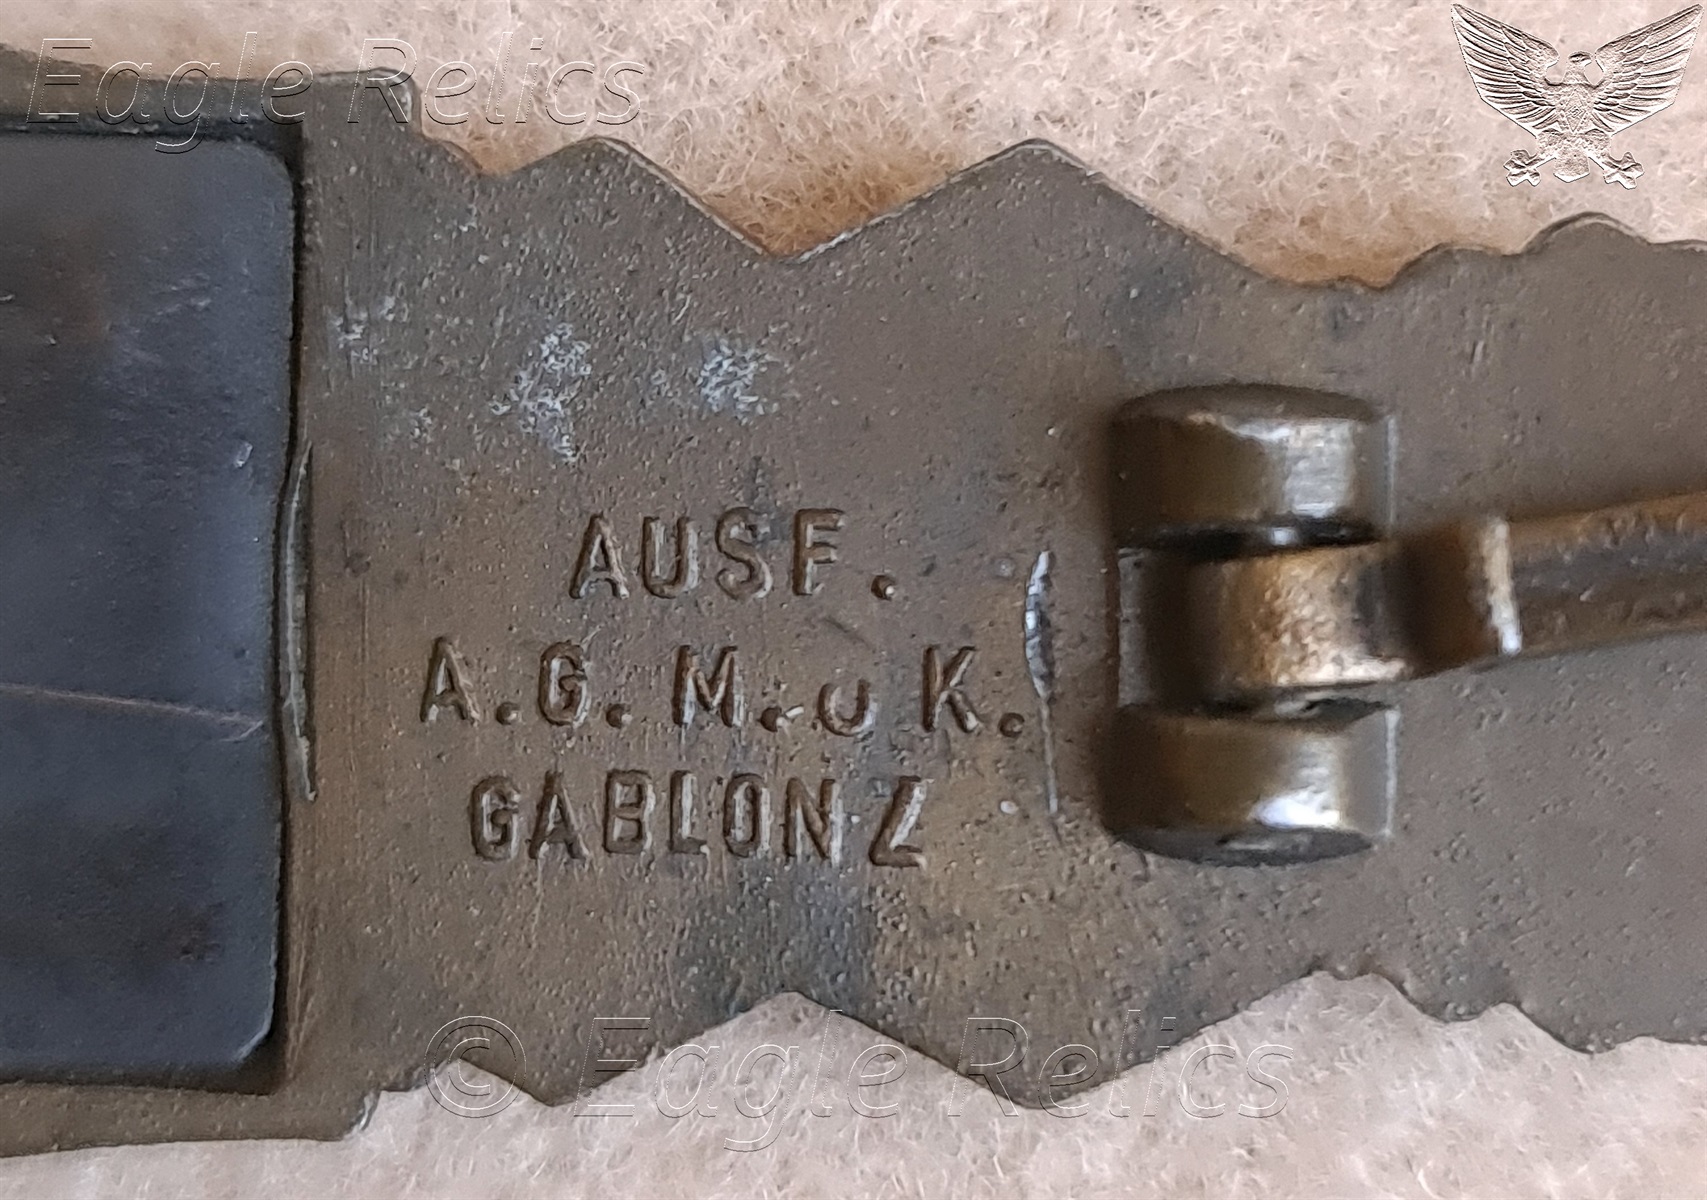 Eagle Relics
AUSF.
A.G.M.u K.
GABLONZ
© Eagle Relics